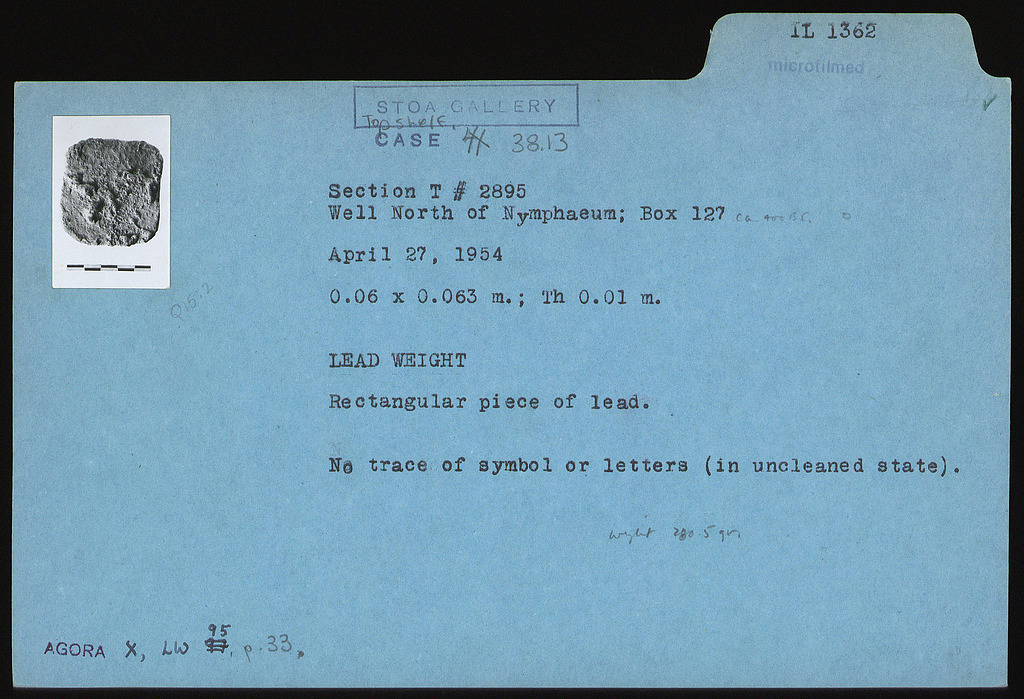 IL 1362
microfilmed
STOA GALLERY
Top shelf.
CASE 38.13
Section T # 2895
Well North of Nymphaeum; Box 127 ca 400 B.C.
April 27, 1954
0.06 x 0.063 m.; Th 0.01 m.
LEAD WEIGHT
Rectangular piece of lead.
No trace of symbol or letters (in uncleaned state).
weight 280.5 gr.
95
AGORA X, LW , p.33,